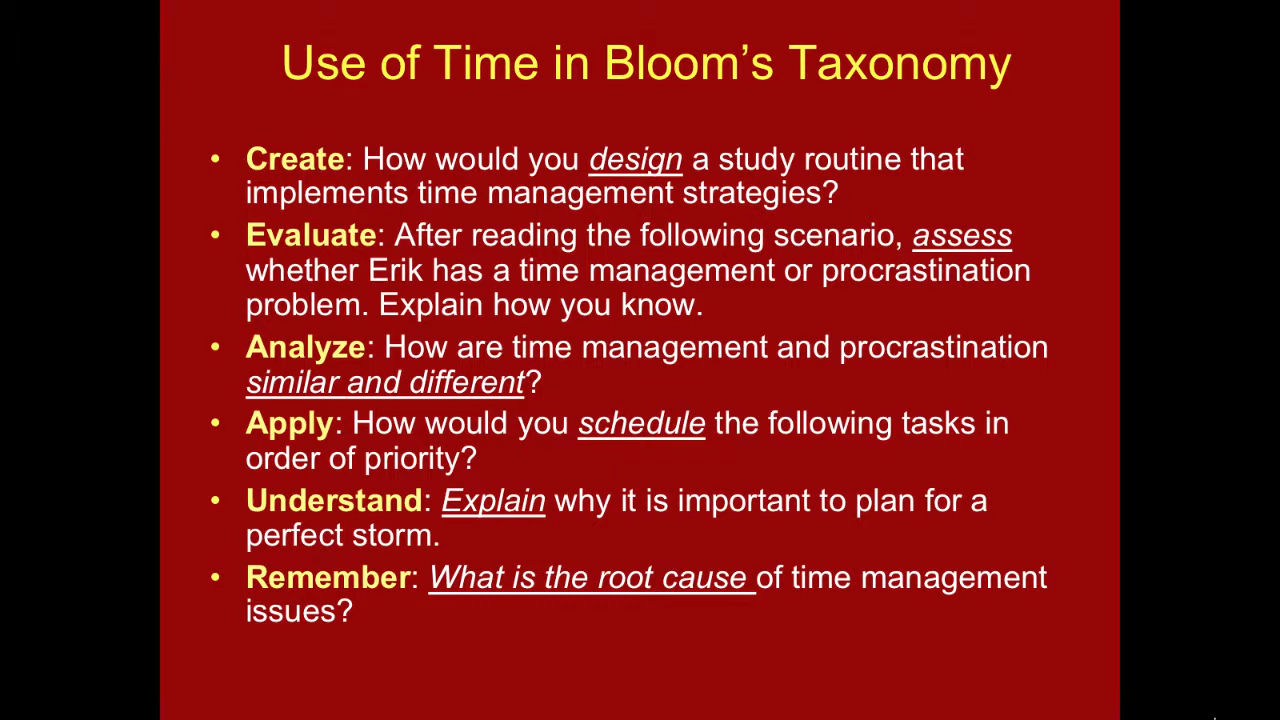 Use of Time in Bloom’s Taxonomy
• Create: How would you design a study routine that
implements time management strategies?
• Evaluate: After reading the following scenario, assess
whether Erik has a time management or procrastination
problem. Explain how you know.
• Analyze: How are time management and procrastination
similar and different?
• Apply: How would you schedule the following tasks in
order of priority?
• Understand: Explain why it is important to plan for a
perfect storm.
• Remember: What is the root cause of time management
issues?